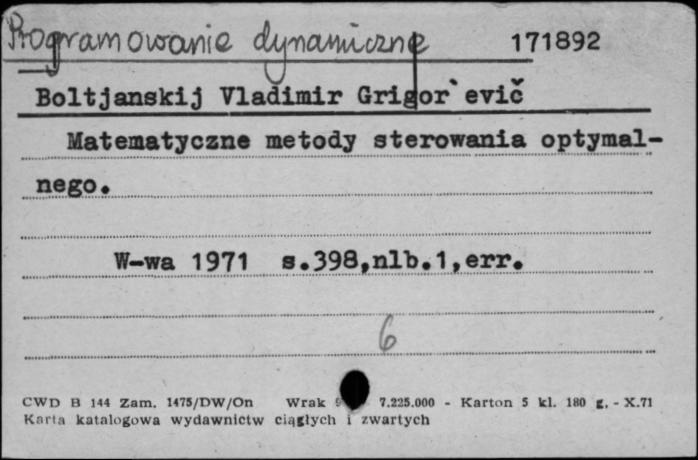 Programowanie dynamiczne 171892
Boltjanskij Vladimir Grigor`evič
Matematyczne metody sterowania optymal-
nego.
W-wa 1971 s.398,nlb.1,err.
6
CWD B 144 Zam. 1475/DW/On Wrak 7.225.000 - Karton 5 kl. 180 g. - X.71
Karta katalogowa wydawnictw ciągłych i zwartych